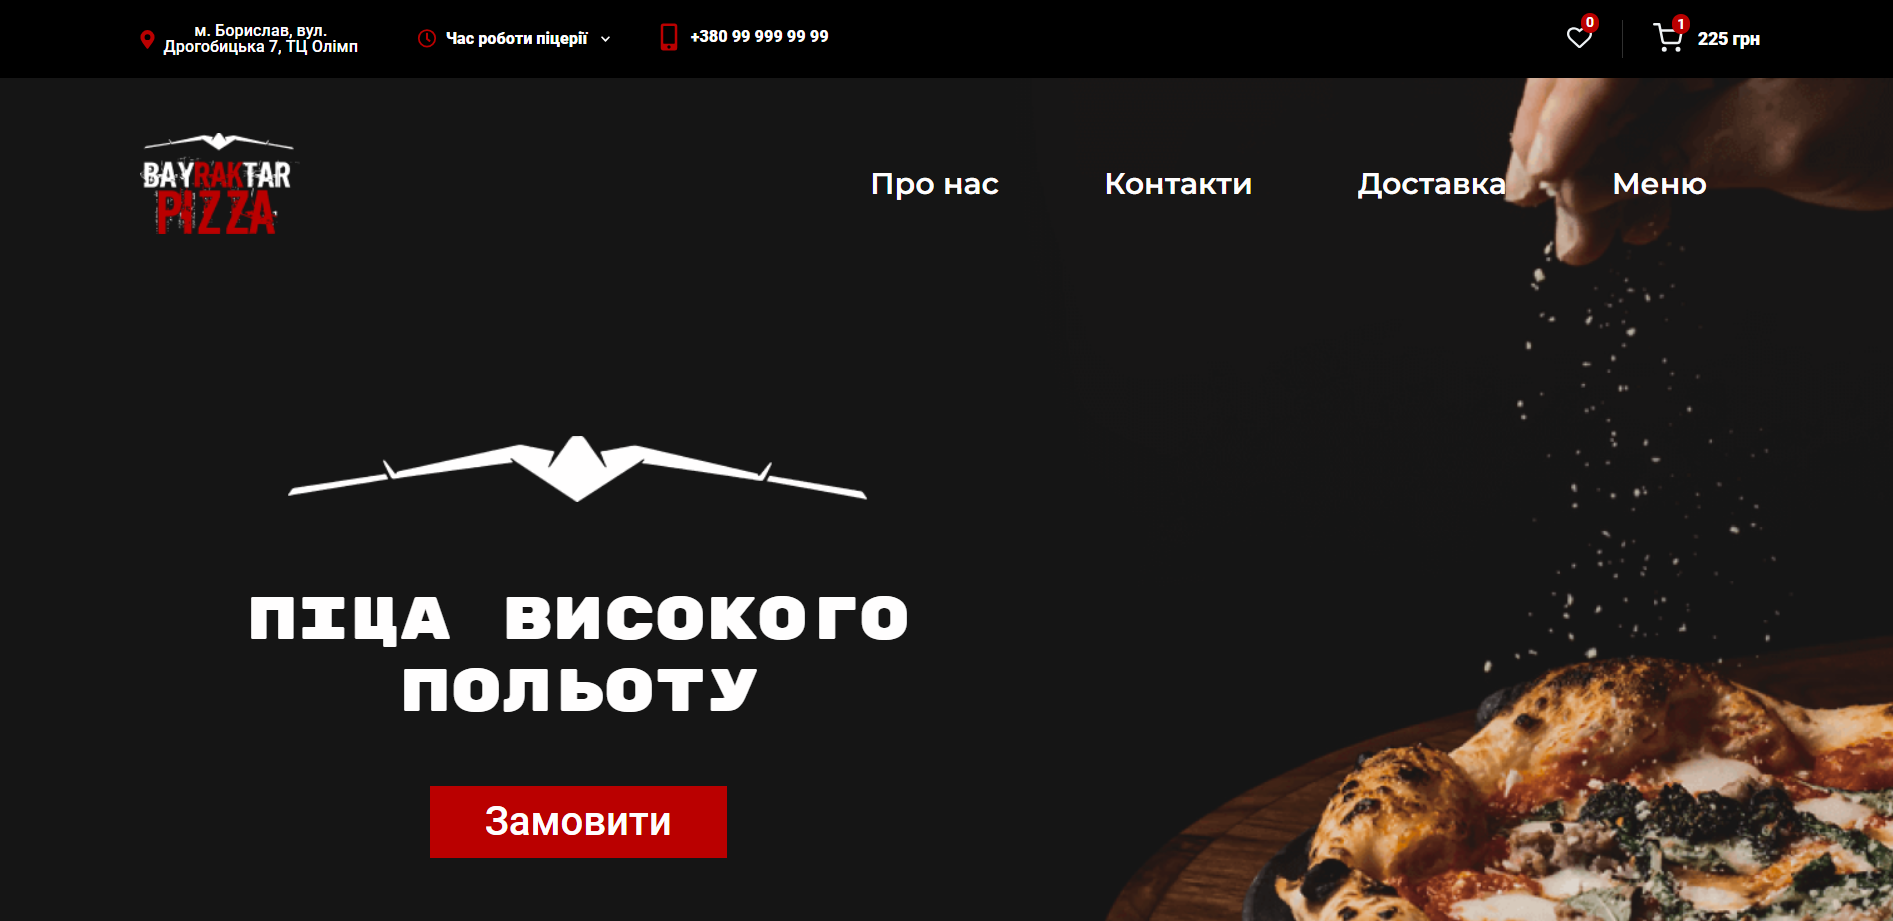 м. Борислав, вул.
Дрогобицька 7, ТЦ Олімп
Час роботи піцерії
+380 99 999 99 99
0
1
225 грн
BAYRAKTAR
PIZZA
Про нас
Контакти
Доставка
Меню
ПІЦА ВИСОКОГО
ПОЛЬОТУ
Замовити